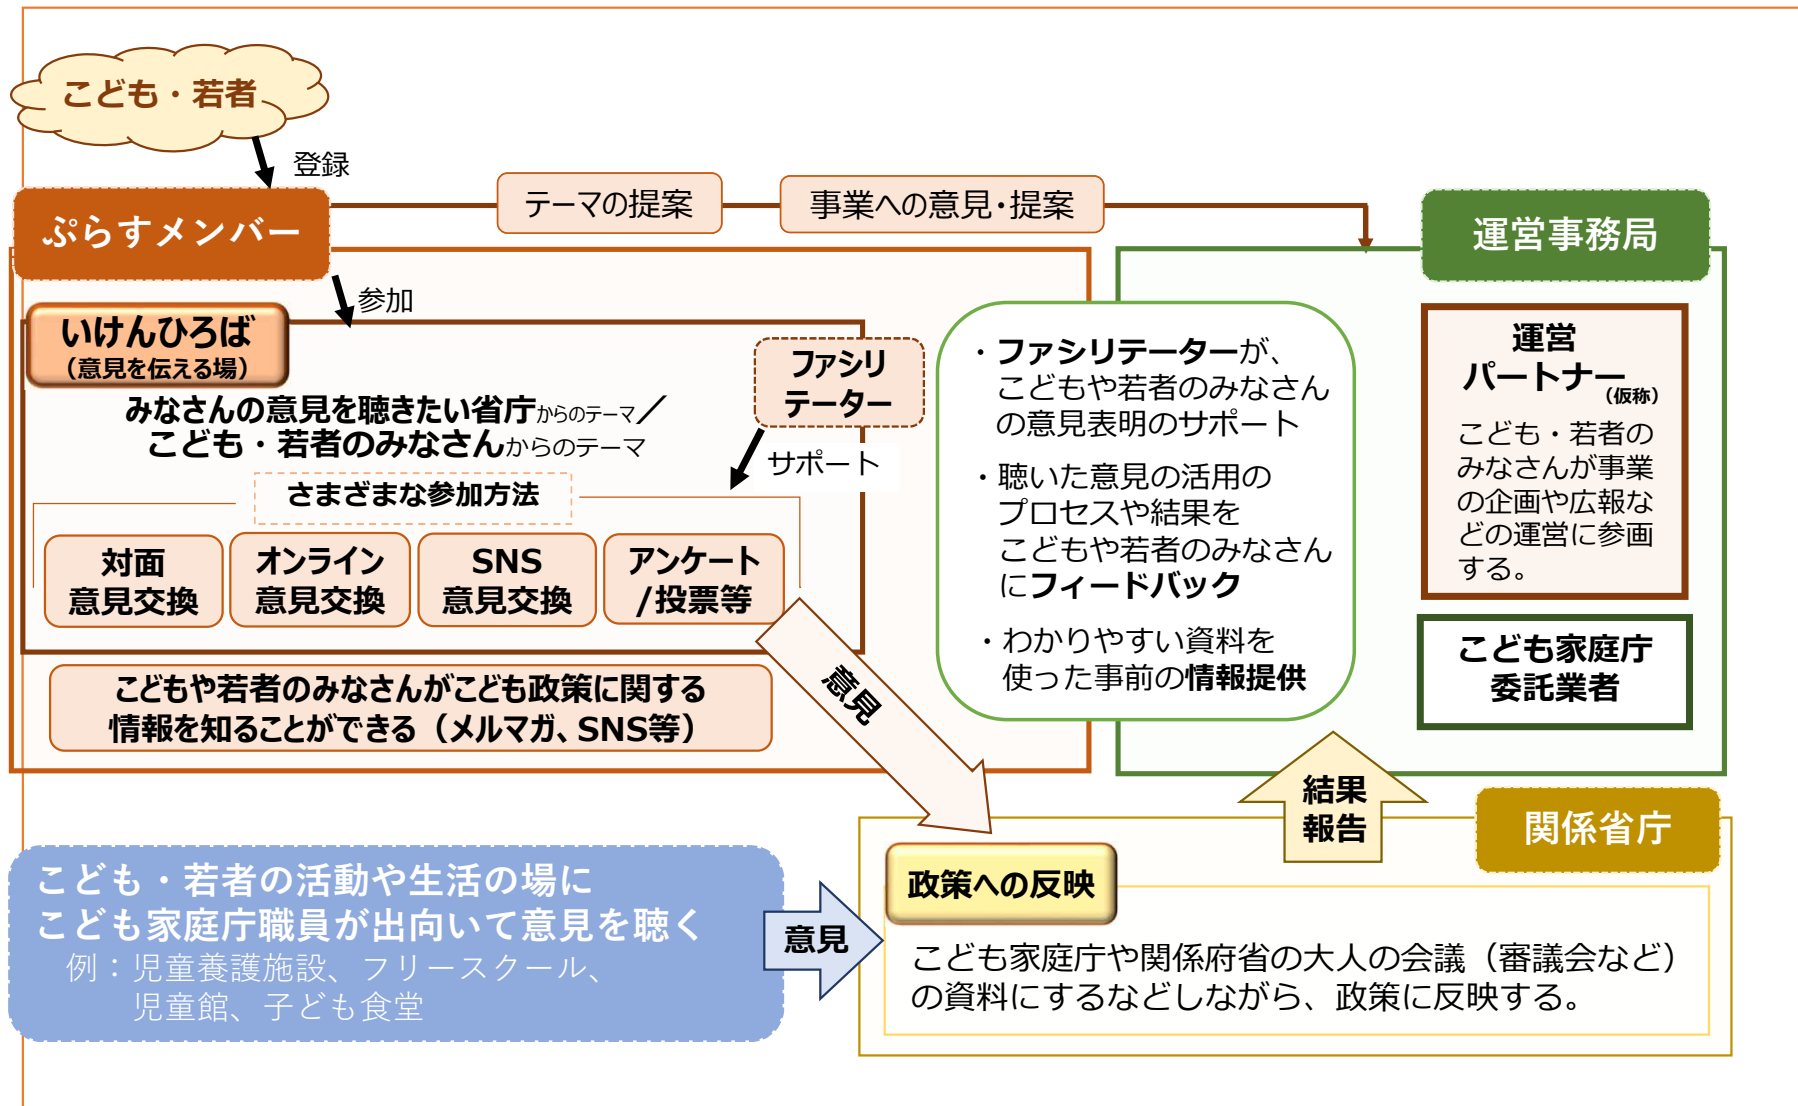 こども・若者
登録
ぷらすメンバー
テーマの提案
事業への意見・提案
運営事務局
参加
いけんひろば
（意見を伝える場）
みなさんの意見を聴きたい省庁からのテーマ／
こども・若者のみなさんからのテーマ
ファシリ
テーター
サポート
さまざまな参加方法
対面
意見交換
オンライン
意見交換
SNS
意見交換
アンケート
/投票等
こどもや若者のみなさんがこども政策に関する
情報を知ることができる（メルマガ、SNS等）
意見
・ファシリテーターが、
こどもや若者のみなさん
の意見表明のサポート
・聴いた意見の活用の
プロセスや結果を
こどもや若者のみなさん
にフィードバック
・わかりやすい資料を
使った事前の情報提供
運営
パートナー（仮称）
こども・若者の
みなさんが事業
の企画や広報な
どの運営に参画
する。
こども家庭庁
委託業者
結果
報告
関係省庁
政策への反映
こども家庭庁や関係府省の大人の会議（審議会など）
の資料にするなどしながら、政策に反映する。
こども・若者の活動や生活の場に
こども家庭庁職員が出向いて意見を聴く
例：児童養護施設、フリースクール、
児童館、子ども食堂
意見